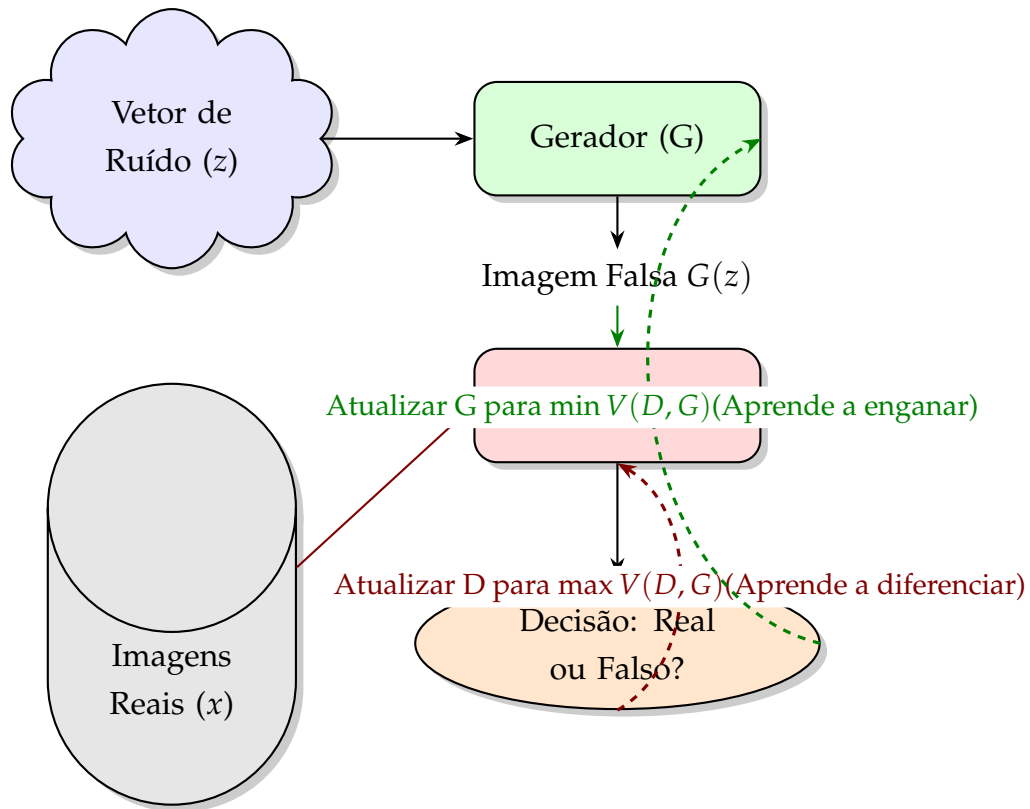 Vetor de
Ruído (z)
Gerador (G)
Imagem Falsa G(z)
Atualizar G para min V(D, G)(Aprende a enganar)
Atualizar D para max V(D, G)(Aprende a diferenciar)
Decisão: Real
ou Falso?
Imagens
Reais (x)